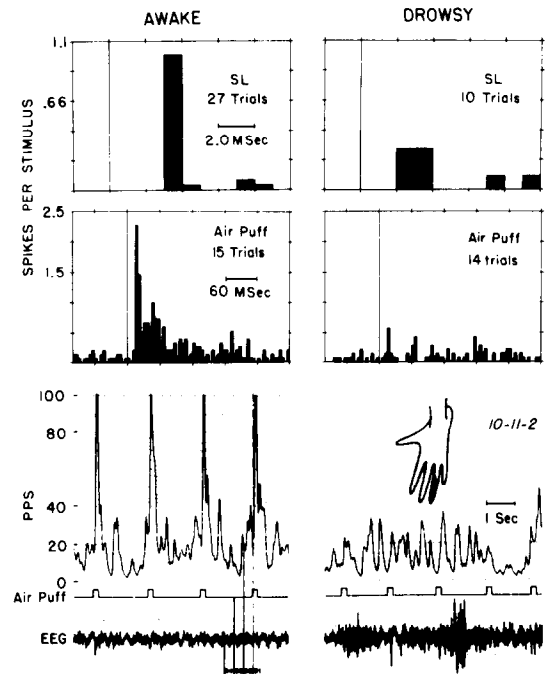 AWAKE
DROWSY
SPIKES PER STIMULUS
1.1
.66
SL
27 Trials
2.0 MSec
SL
10 Trials
2.5
1.5
Air Puff
15 Trials
60 MSec
Air Puff
14 trials
PPS
100
80
40
20
0
10-11-2
1 Sec
Air Puff
EEG